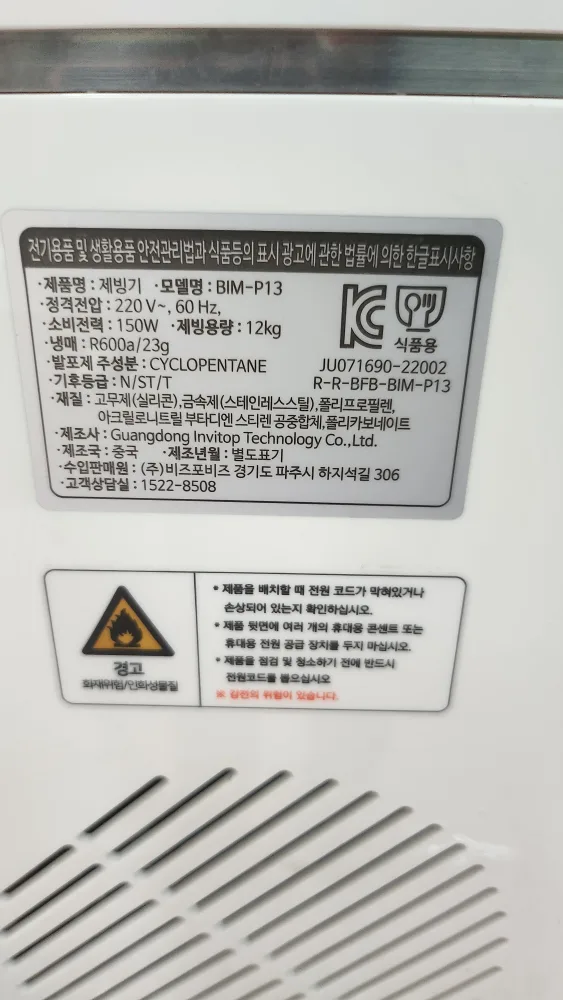 전기용품 및 생활용품 안전관리법과 식품등의 표시 광고에 관한 법률에 의한 한글표시사항
·제품명 : 제빙기 ·모델명 : BIM-P13
·정격전압 : 220 V~, 60 Hz,
·소비전력 : 150W ·제빙용량 : 12kg
·냉매 : R600a/23g
·발포제 주성분 : CYCLOPENTANE
·기후등급 : N/ST/T
식품용
JU071690-22002
R-R-BFB-BIM-P13
·재질 : 고무제(실리콘),금속제(스테인레스스틸),폴리프로필렌,
아크릴로니트릴 부타디엔 스티렌 공중합체,폴리카보네이트
·제조사 : Guangdong Invitop Technology Co.,Ltd.
·제조국 : 중국 ·제조년월 : 별도표기
·수입판매원 : (주)비즈포비즈 경기도 파주시 하지석길 306
·고객상담실 : 1522-8508
경고
화재위험/인화성물질
• 제품을 배치할 때 전원 코드가 막혀있거나
손상되어 있는지 확인하십시오.
• 제품 뒷면에 여러 개의 휴대용 콘센트 또는
휴대용 전원 공급 장치를 두지 마십시오.
• 제품을 점검 및 청소하기 전에 반드시
전원코드를 뽑으십시오
※ 감전의 위험이 있습니다.